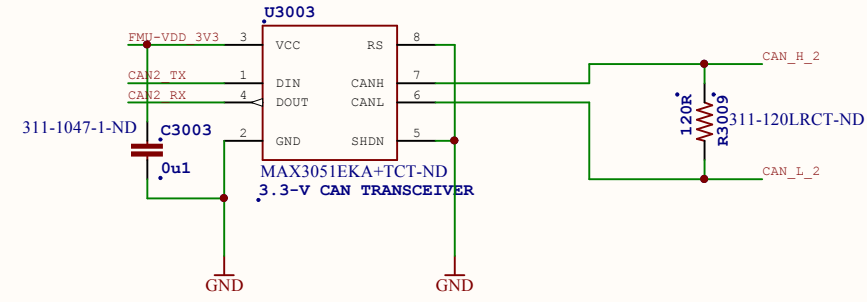 U3003
FMU-VDD_3V3
3
VCC
RS
8
CAN2_TX
1
DIN
CANH
7
CAN_H_2
CAN2_RX
4
DOUT
CANL
6
120R
R3009
311-120LRCT-ND
311-1047-1-ND
C3003
2
GND
SHDN
5
0u1
MAX3051EKA+TCT-ND
3.3-V CAN TRANSCEIVER
CAN_L_2
GND
GND